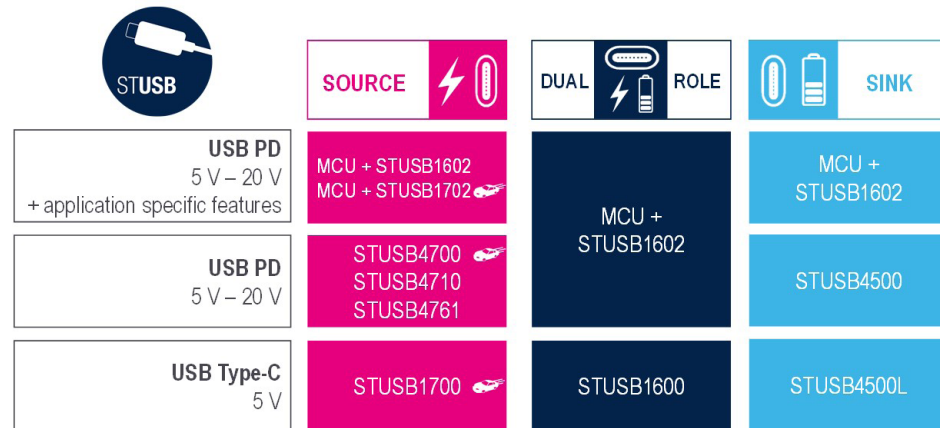 STUSB
SOURCE
DUAL ROLE
SINK
USB PD
5 V – 20 V
+ application specific features
MCU + STUSB1602
MCU + STUSB1702
MCU +
STUSB1602
MCU +
STUSB1602
USB PD
5 V – 20 V
STUSB4700
STUSB4710
STUSB4761
STUSB4500
USB Type-C
5 V
STUSB1700
STUSB1600
STUSB4500L